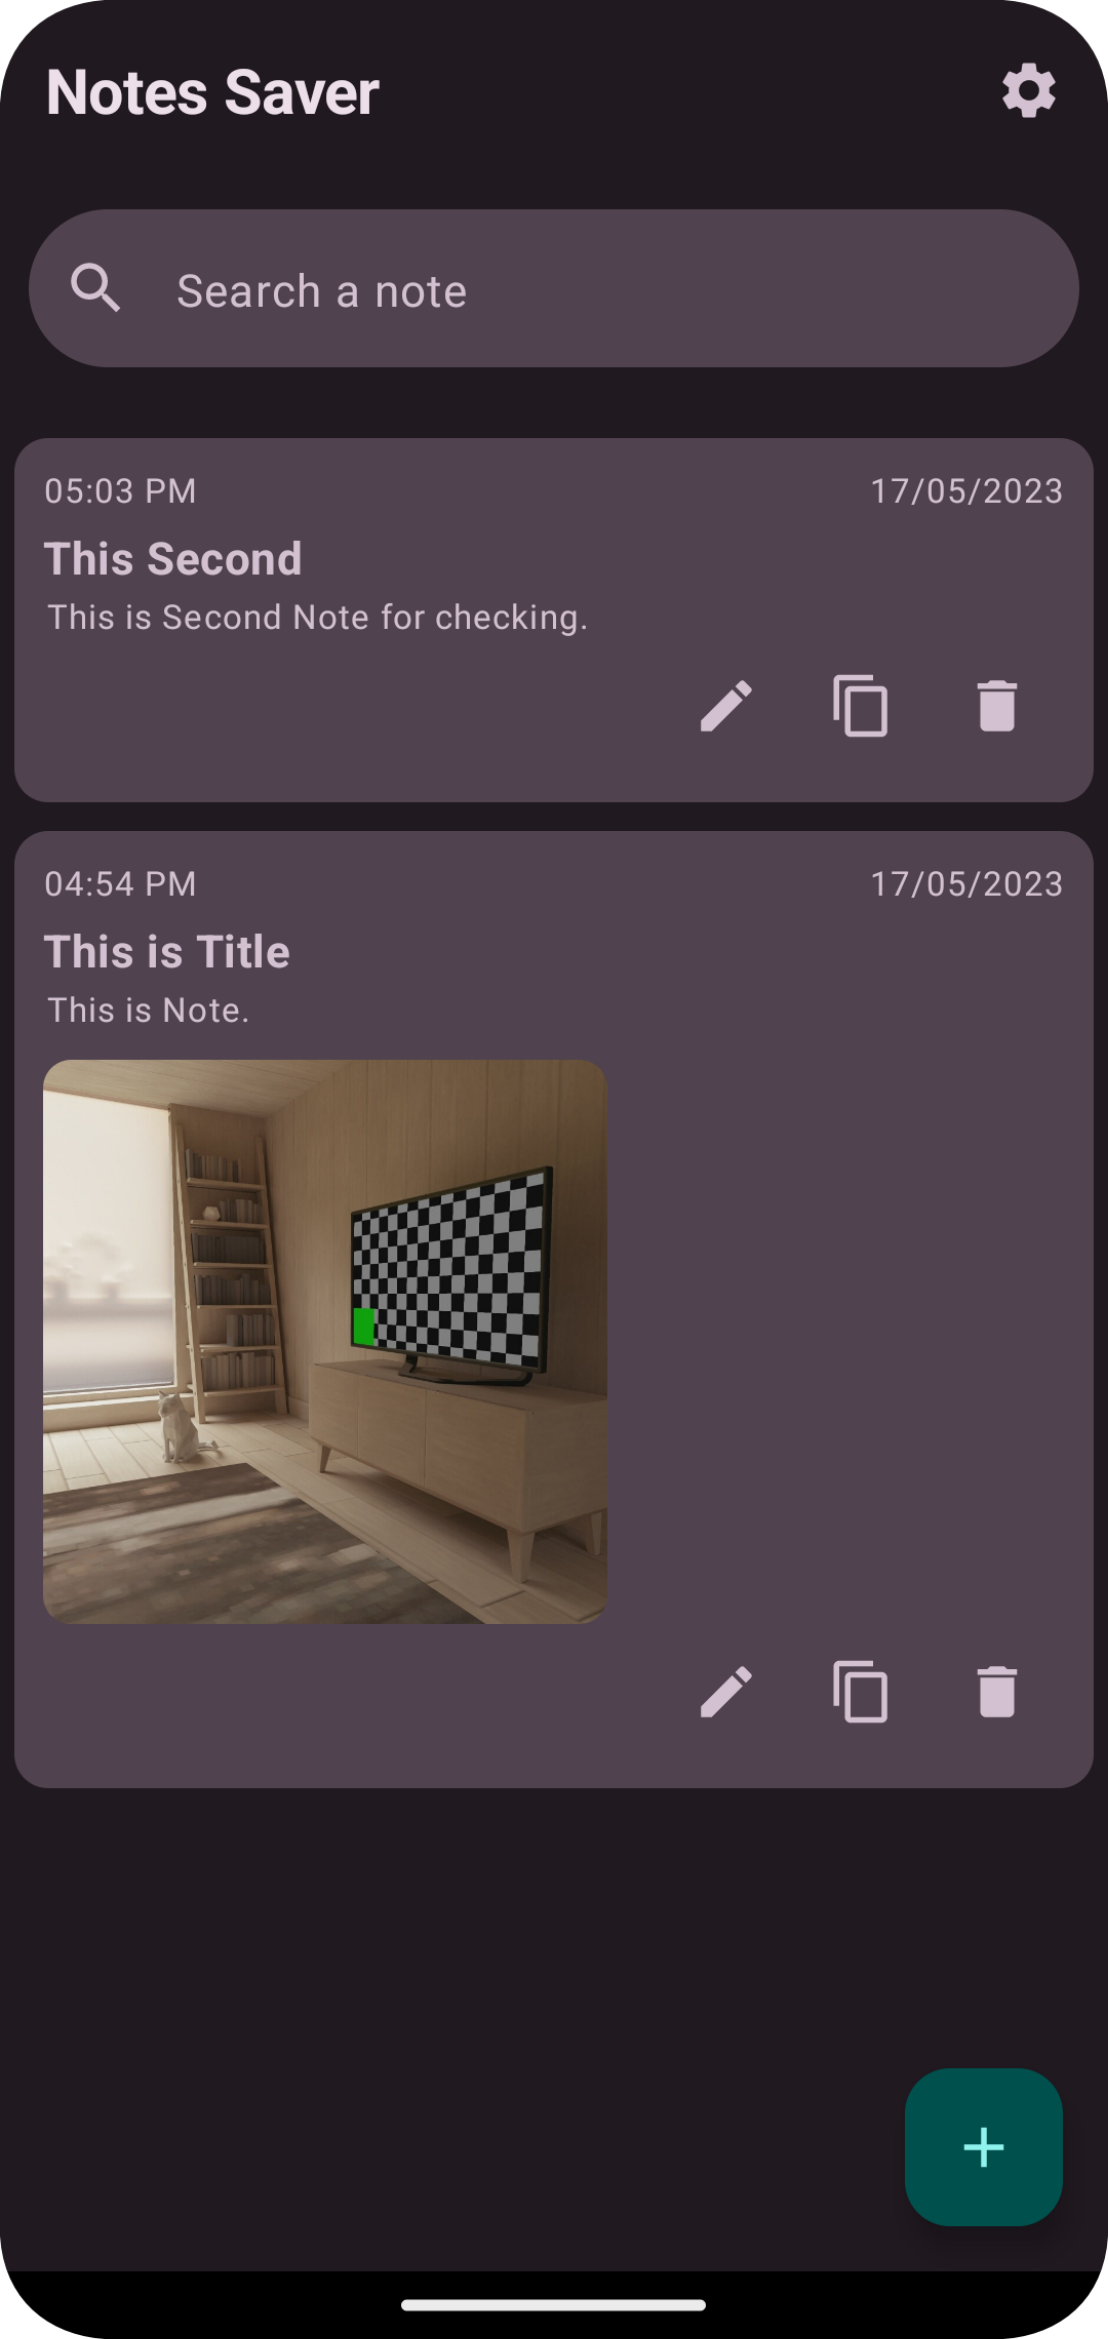 Notes Saver
Search a note
05:03 PM 17/05/2023
This Second
This is Second Note for checking.
04:54 PM 17/05/2023
This is Title
This is Note.